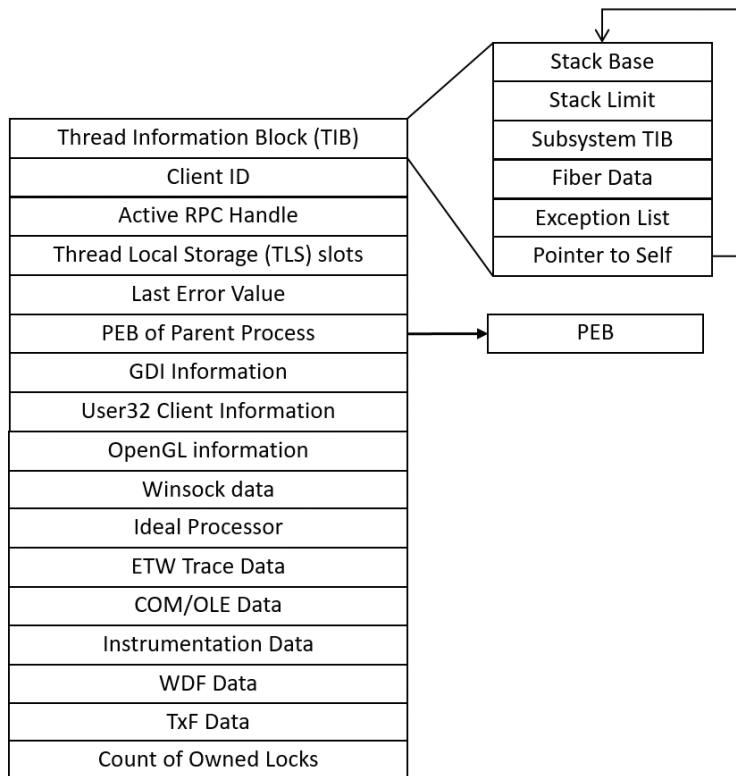 Stack Base
Stack Limit
Subsystem TIB
Fiber Data
Exception List
Pointer to Self
Thread Information Block (TIB)
Client ID
Active RPC Handle
Thread Local Storage (TLS) slots
Last Error Value
PEB of Parent Process
PEB
GDI Information
User32 Client Information
OpenGL information
Winsock data
Ideal Processor
ETW Trace Data
COM/OLE Data
Instrumentation Data
WDF Data
TxF Data
Count of Owned Locks